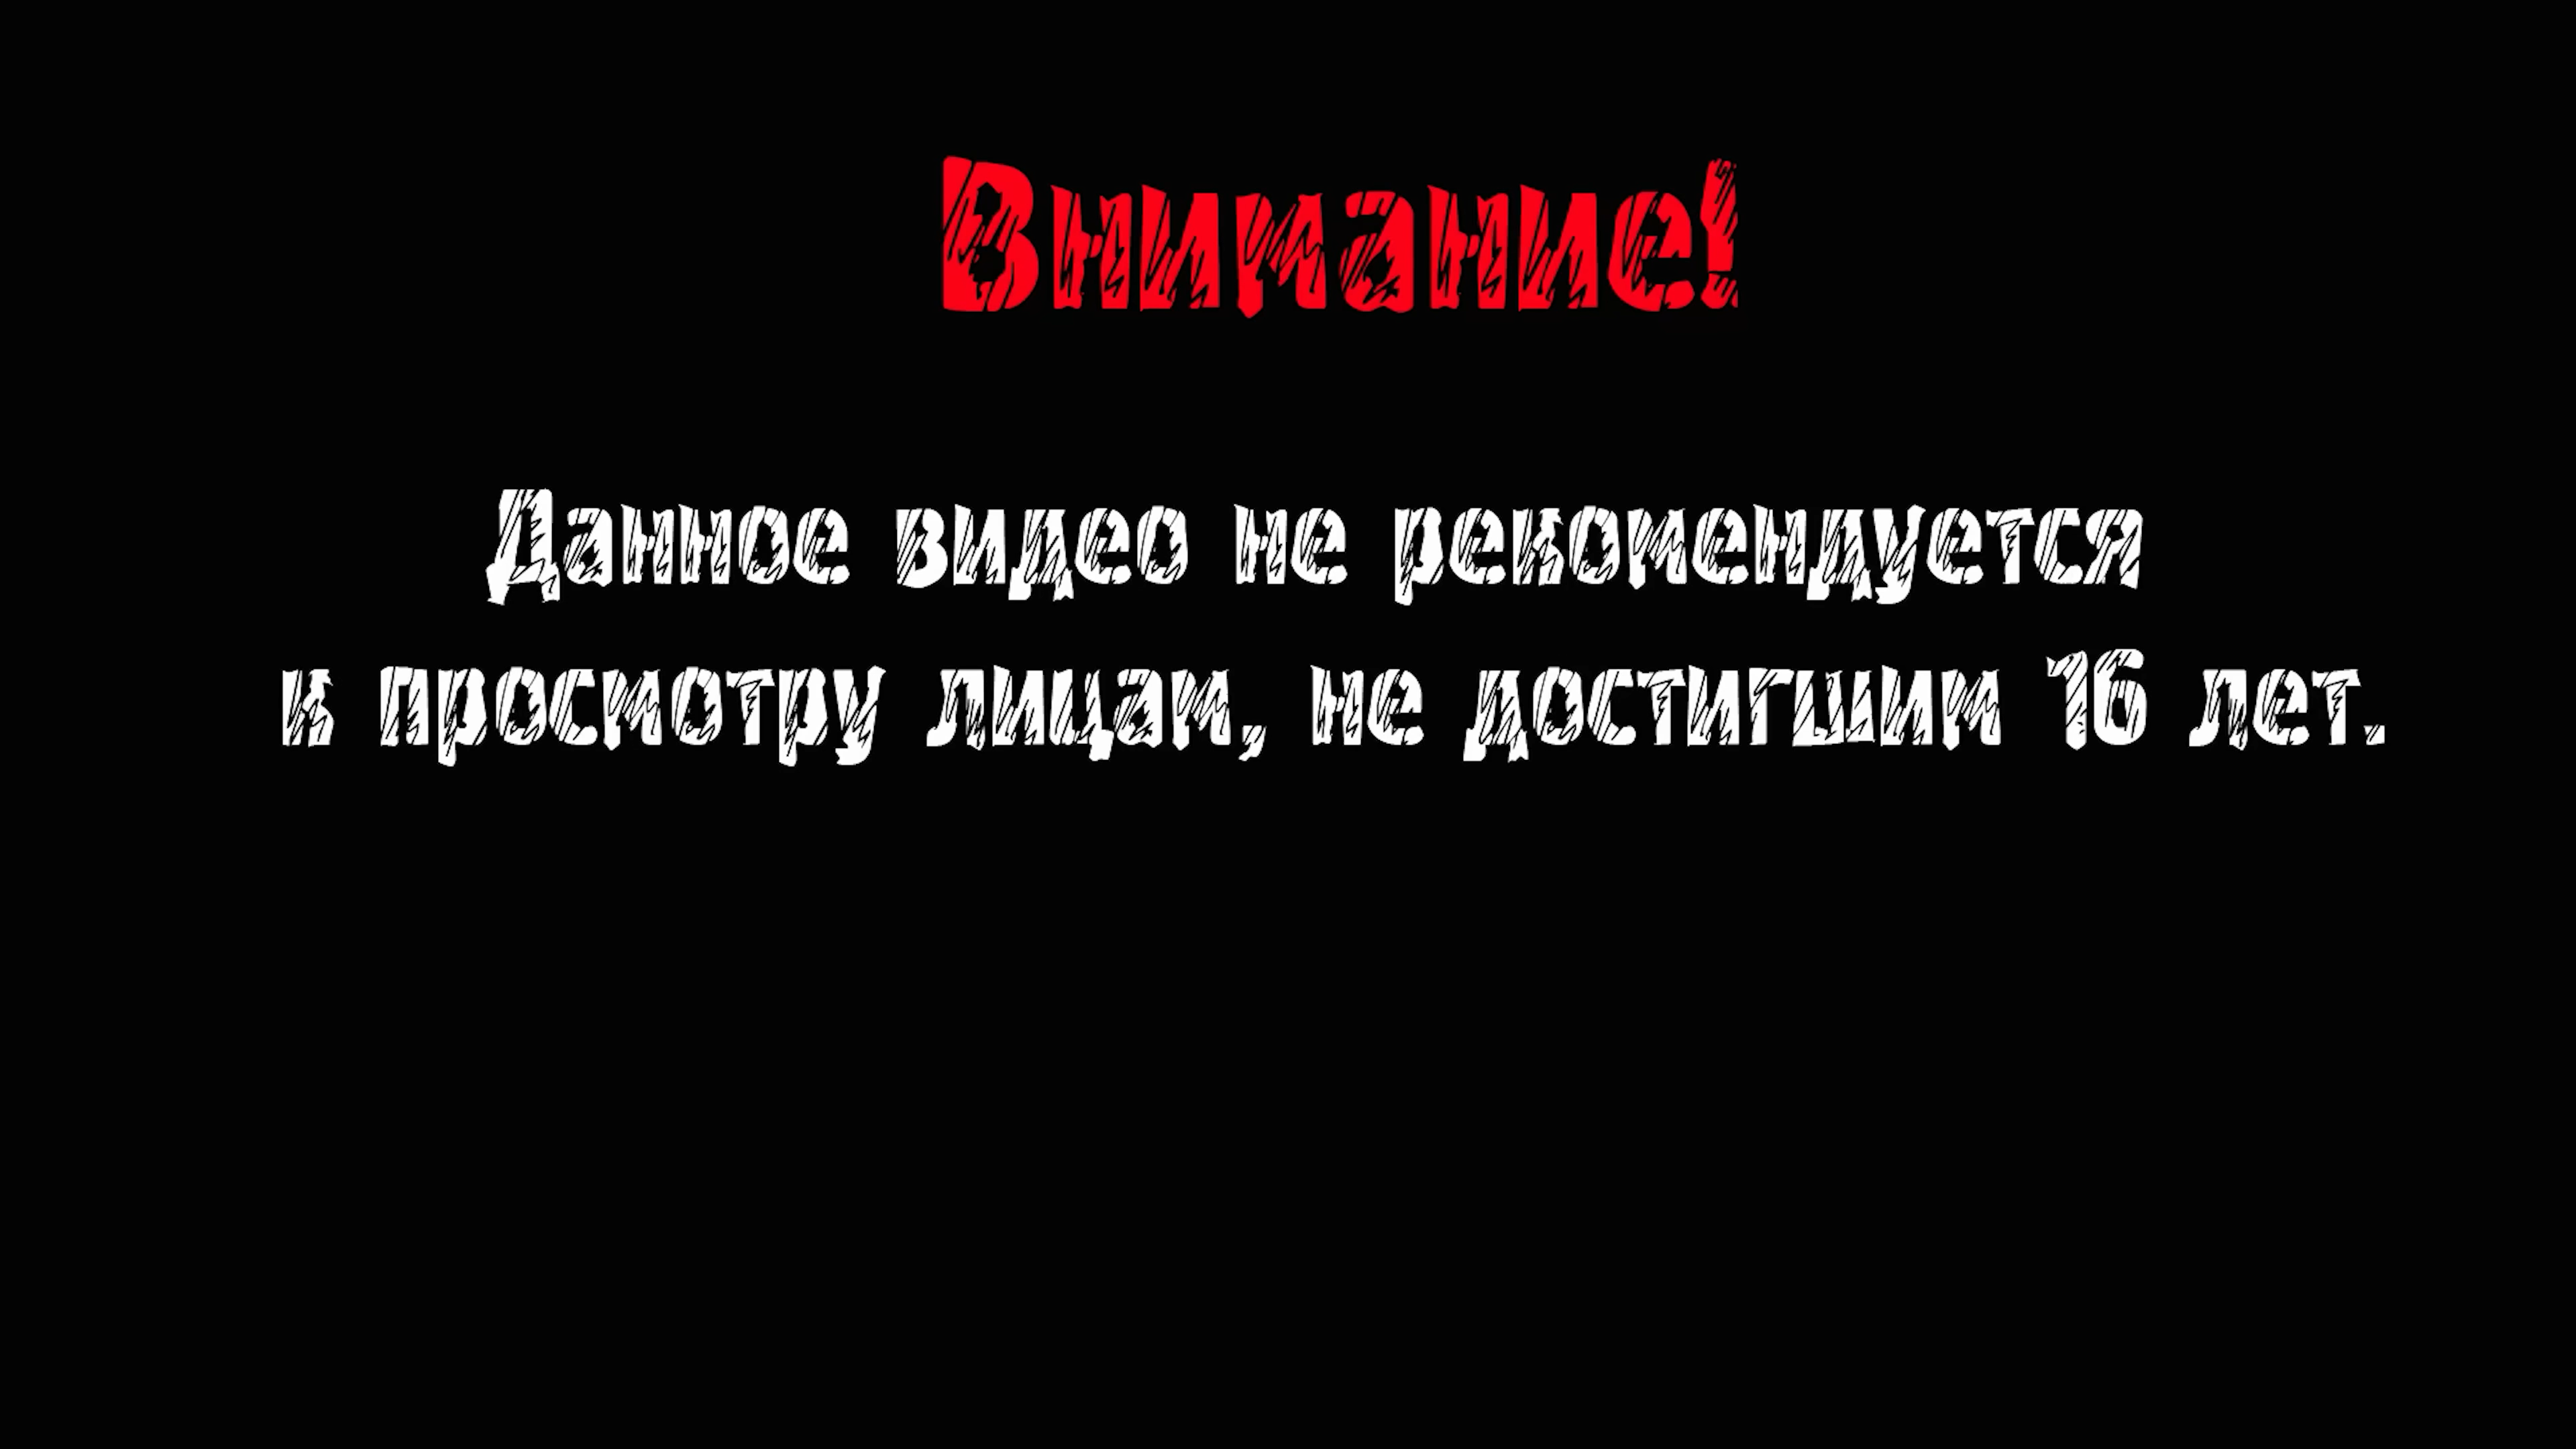 Внимание!
Данное видео не рекомендуется
к просмотру лицам, не достигшим 16 лет.